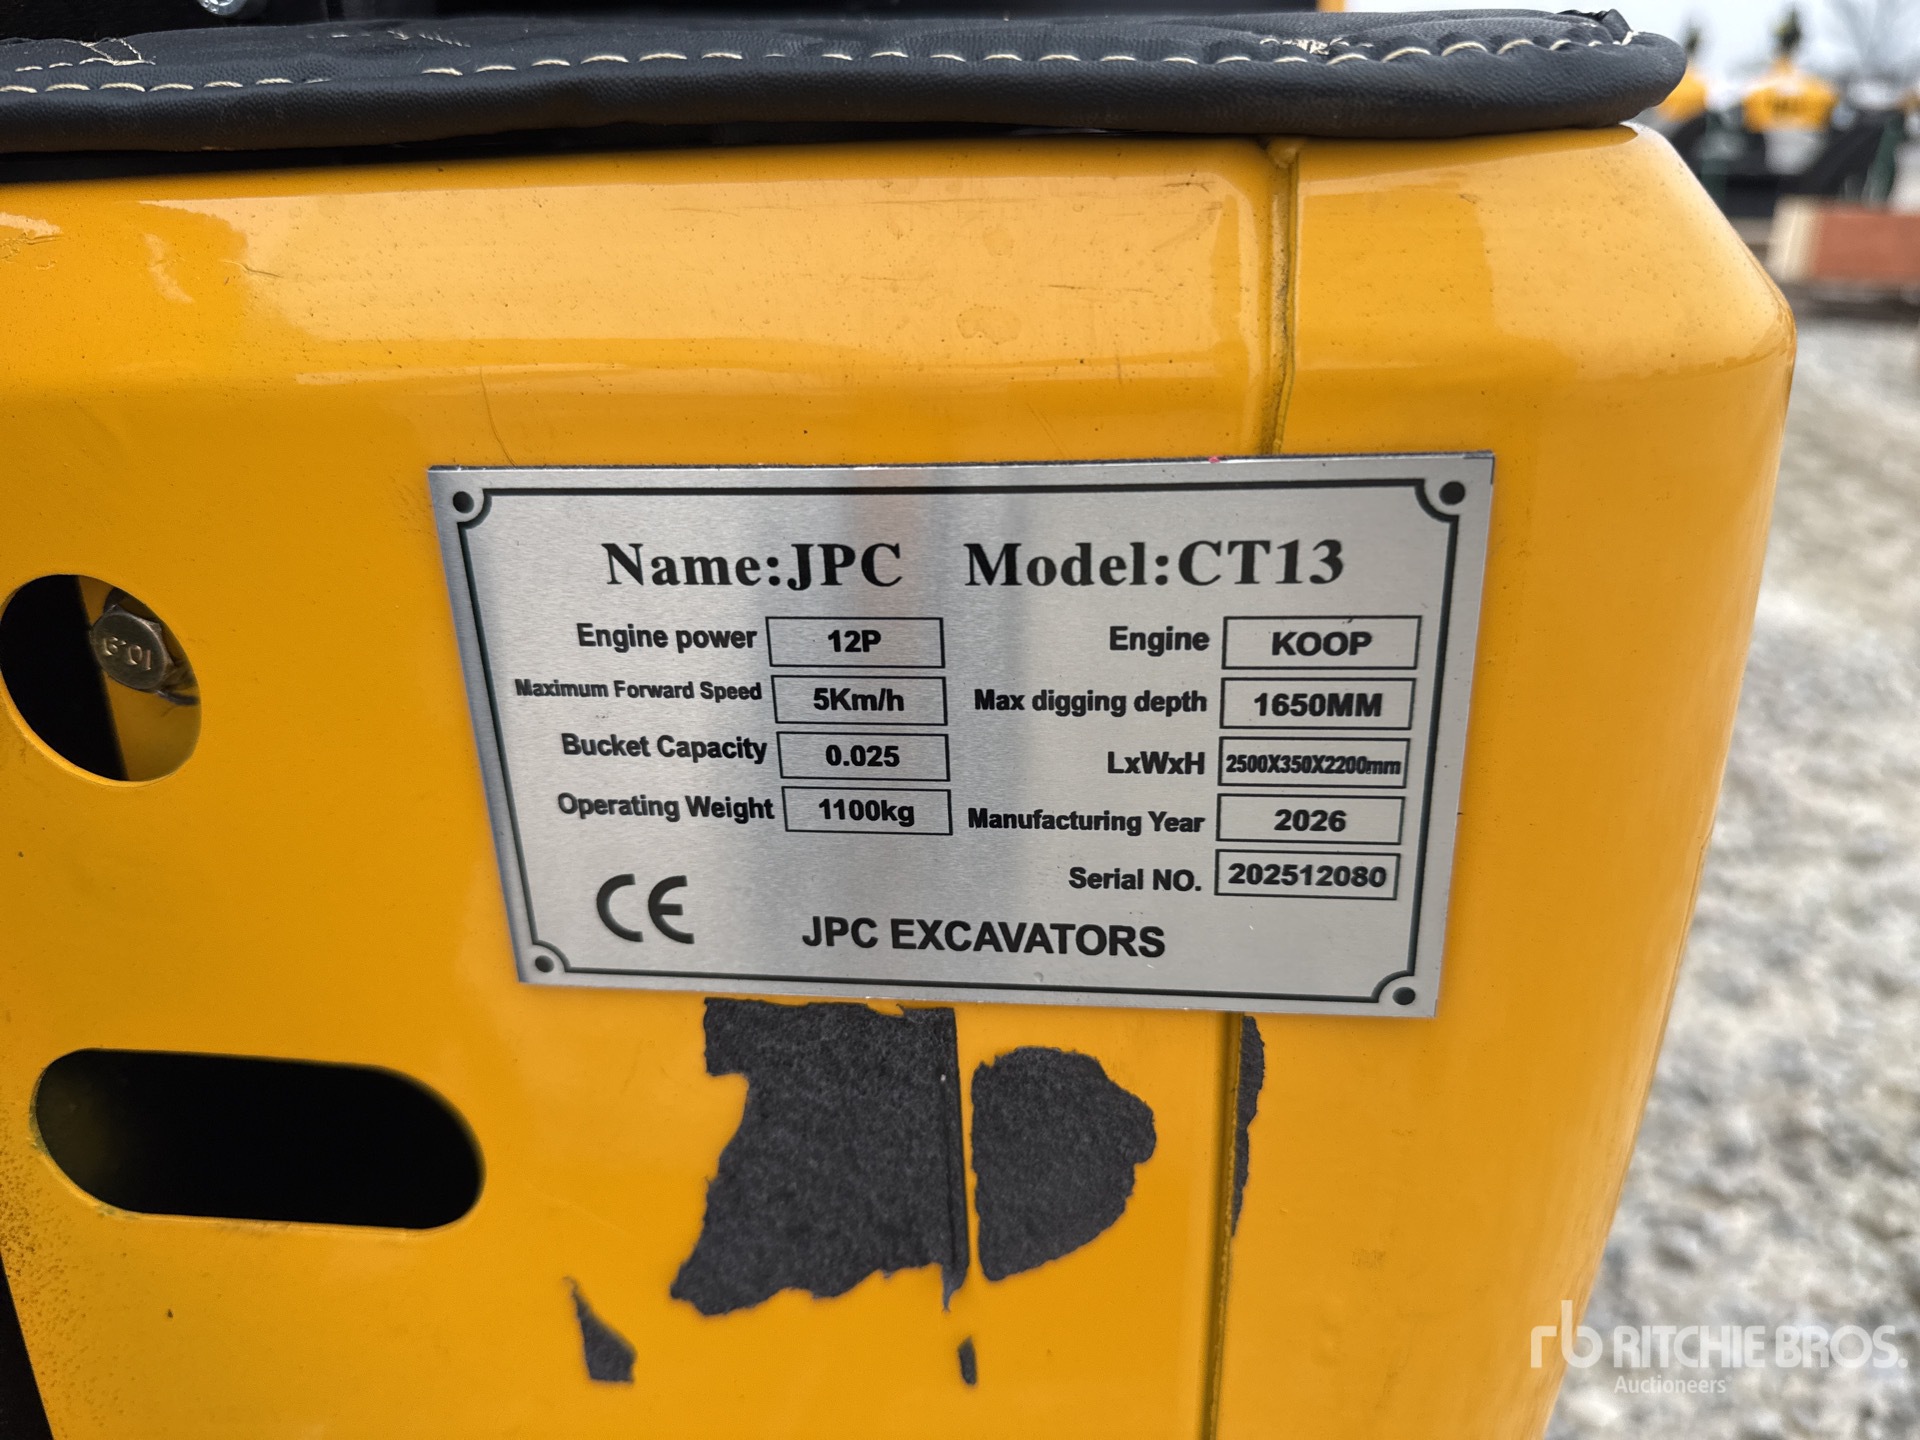 Name:JPC Model:CT13
Engine power 12P Engine KOOP
Maximum Forward Speed 5Km/h Max digging depth 1650MM
Bucket Capacity 0.025 LxWxH 2500X350X2200mm
Operating Weight 1100kg Manufacturing Year 2026
Serial NO. 202512080
CE JPC EXCAVATORS
10.9
rb RITCHIE BROS.
Auctioneers